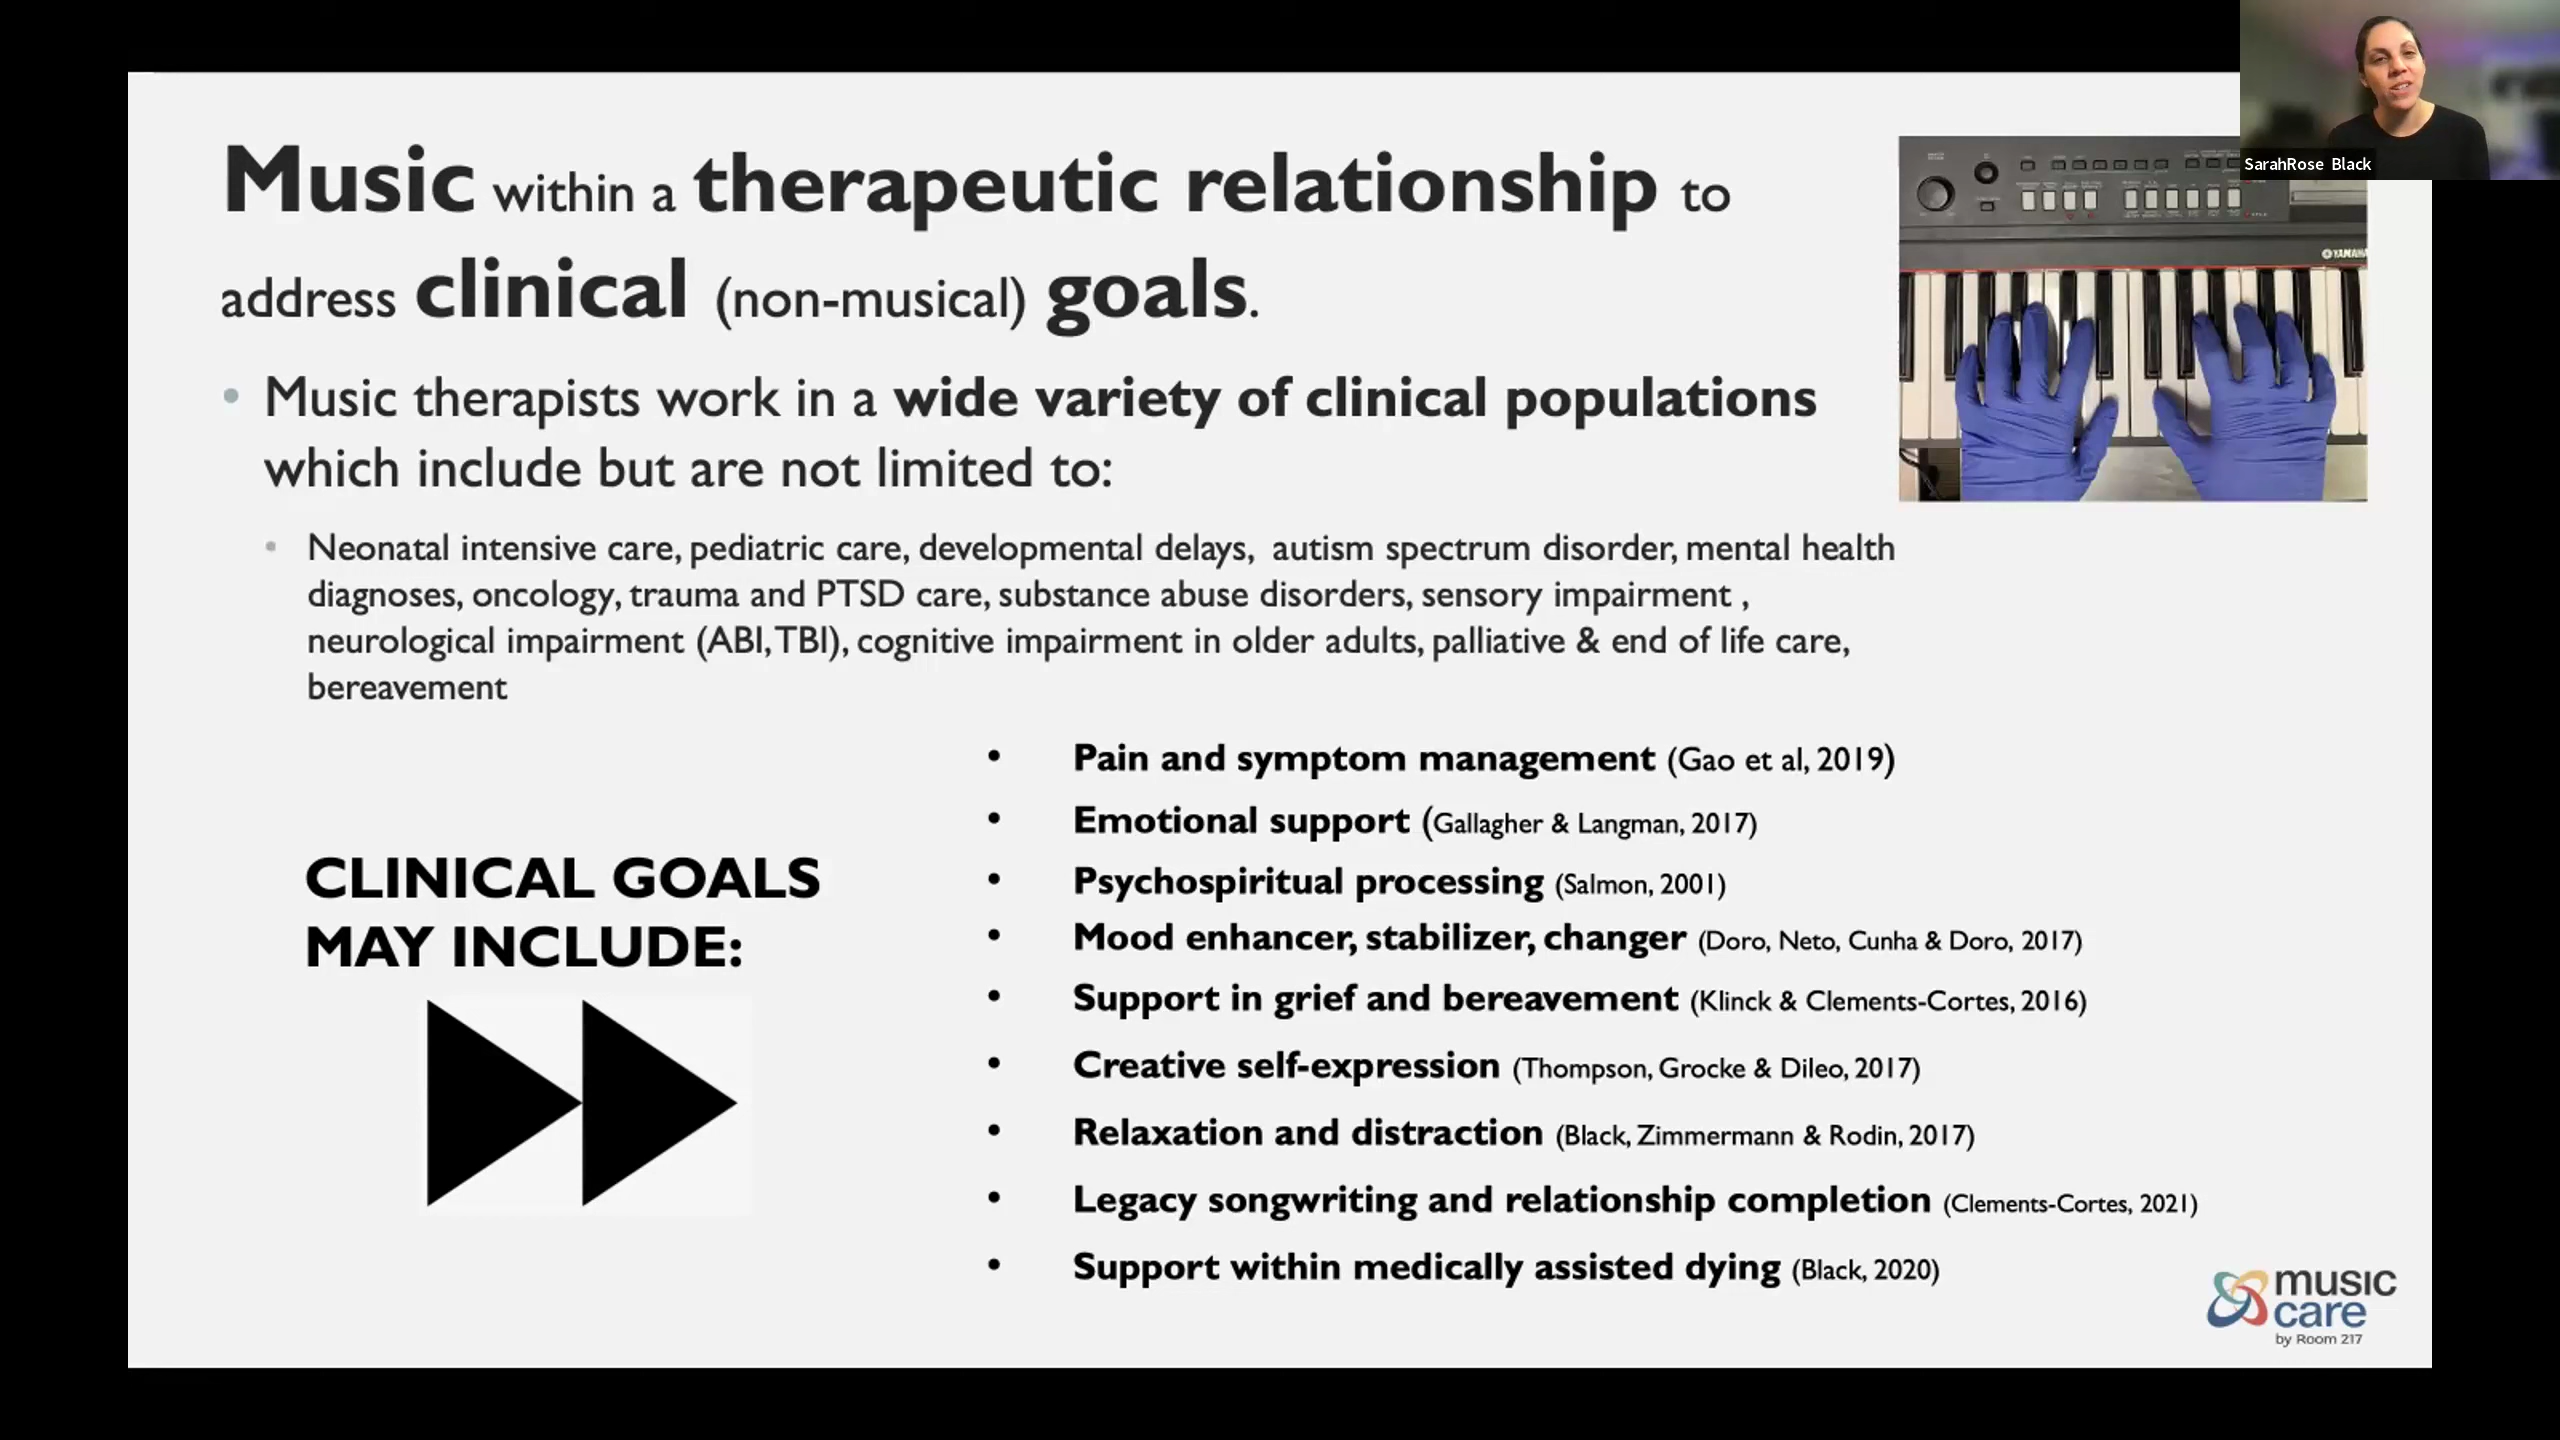 SarahRose Black
Music within a therapeutic relationship to
address clinical (non-musical) goals.
YAMAHA
• Music therapists work in a wide variety of clinical populations
which include but are not limited to:
• Neonatal intensive care, pediatric care, developmental delays, autism spectrum disorder, mental health
diagnoses, oncology, trauma and PTSD care, substance abuse disorders, sensory impairment ,
neurological impairment (ABI, TBI), cognitive impairment in older adults, palliative & end of life care,
bereavement
CLINICAL GOALS
MAY INCLUDE:
• Pain and symptom management (Gao et al, 2019)
• Emotional support (Gallagher & Langman, 2017)
• Psychospiritual processing (Salmon, 2001)
• Mood enhancer, stabilizer, changer (Doro, Neto, Cunha & Doro, 2017)
• Support in grief and bereavement (Klinck & Clements-Cortes, 2016)
• Creative self-expression (Thompson, Grocke & Dileo, 2017)
• Relaxation and distraction (Black, Zimmermann & Rodin, 2017)
• Legacy songwriting and relationship completion (Clements-Cortes, 2021)
• Support within medically assisted dying (Black, 2020)
music
care
by Room 217